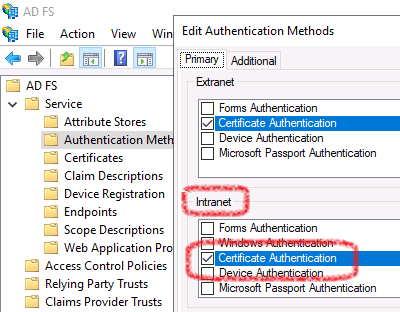 AD FS
File Action View
AD FS
Service
Attribute Stores
Authentication Meth
Certificates
Claim Descriptions
Device Registration
Endpoints
Scope Descriptions
Web Application Pro
Access Control Policies
Relying Party Trusts
Claims Provider Trusts
Edit Authentication Methods
Primary Additional
Extranet
Forms Authentication
Certificate Authentication
Device Authentication
Microsoft Passport Authentication
Intranet
Forms Authentication
Windows Authentication
Certificate Authentication
Device Authentication
Microsoft Passport Authentication